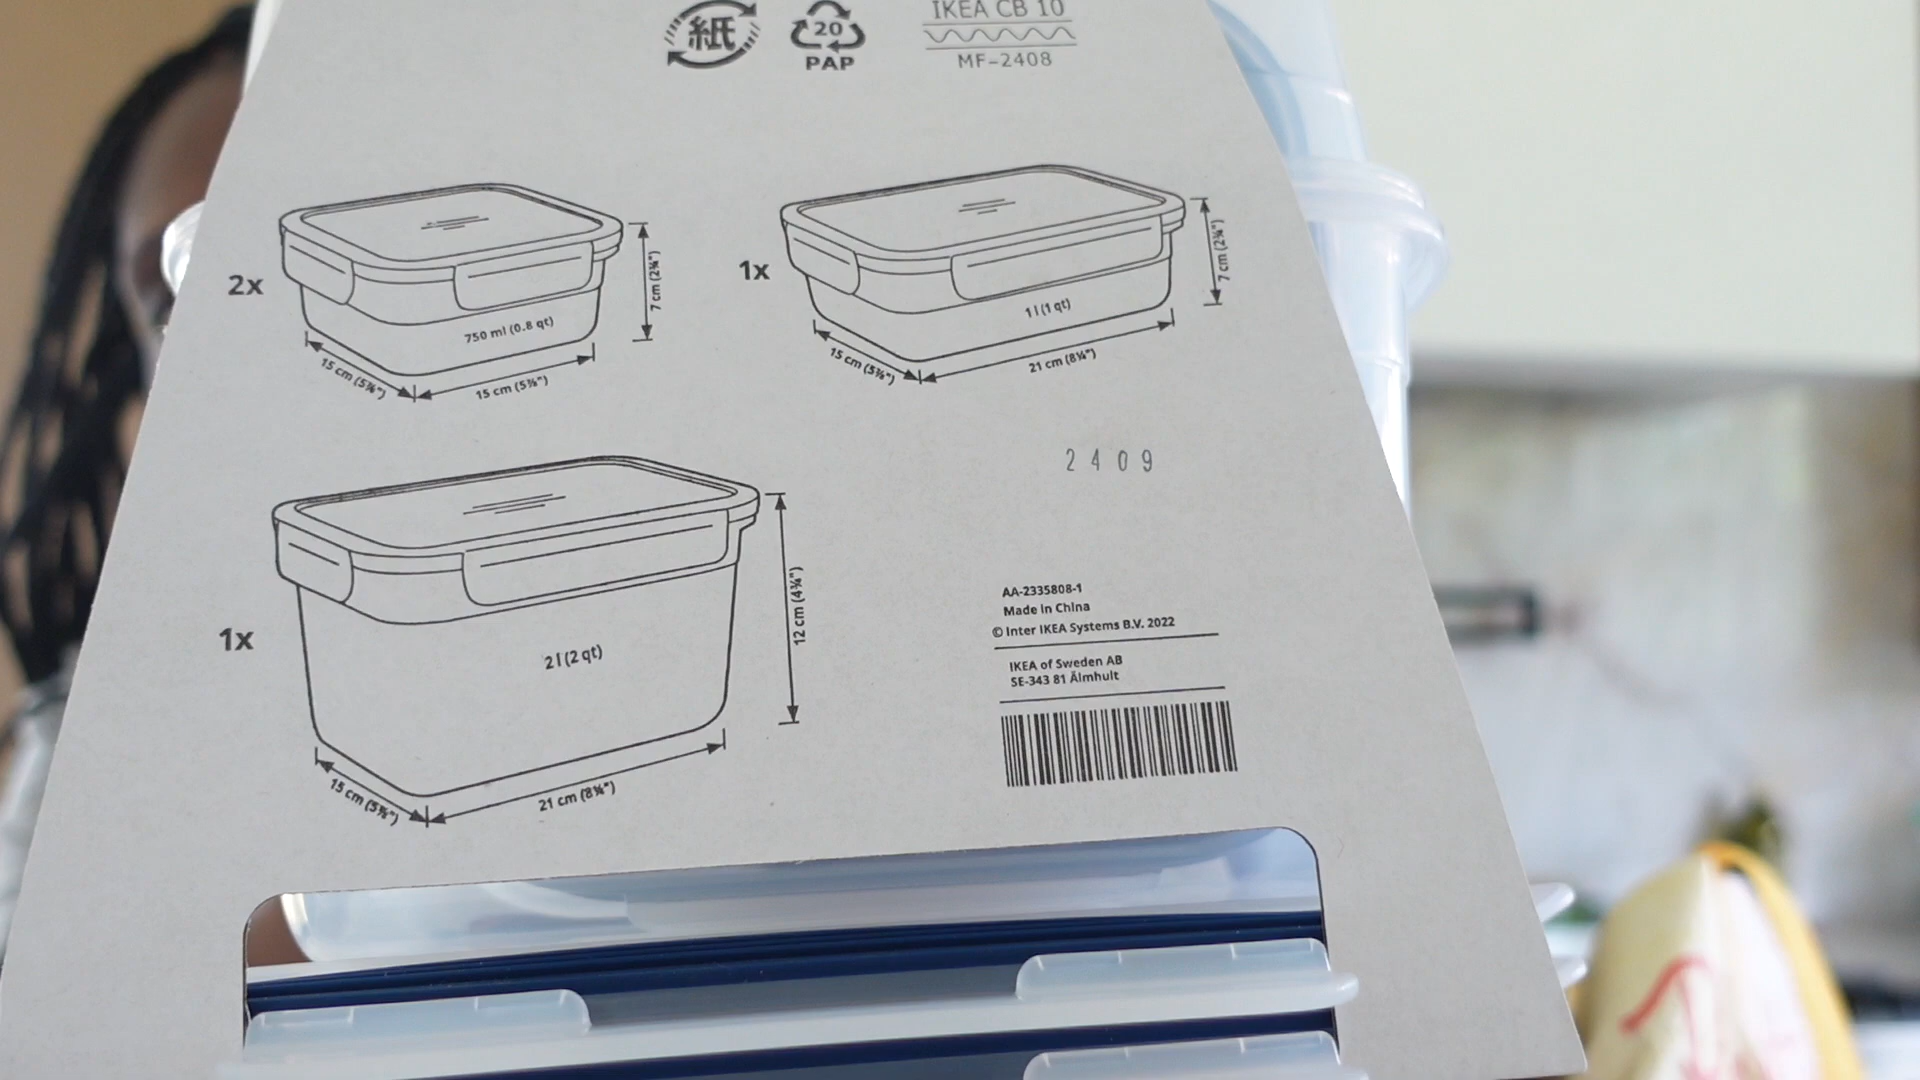 紙
20
PAP
IKEA CB 10
MF-2408
2x
750 ml (0.8 qt)
7 cm (2¾")
15 cm (5⅞")
15 cm (5⅞")
1x
1 l (1 qt)
7 cm (2¾")
15 cm (5⅞")
21 cm (8¼")
2409
1x
2 l (2 qt)
12 cm (4¾")
15 cm (5⅞")
21 cm (8¼")
AA-2335808-1
Made in China
© Inter IKEA Systems B.V. 2022
IKEA of Sweden AB
SE-343 81 Älmhult